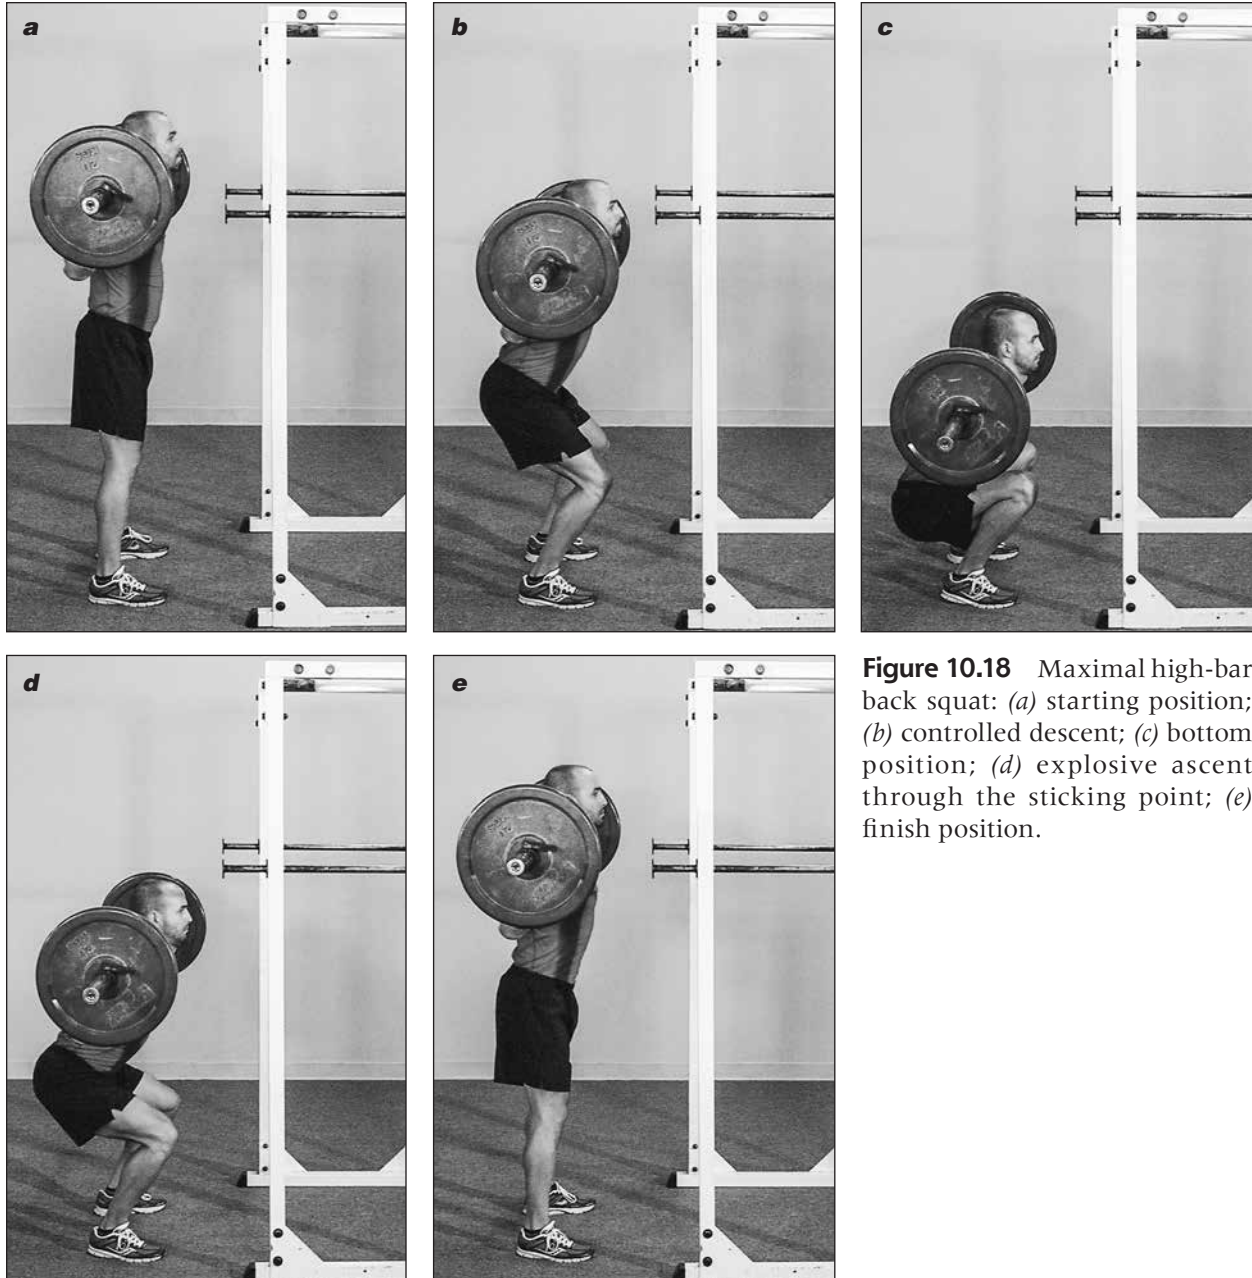 a
b
c
d
e
Figure 10.18 Maximal high-bar
back squat: (a) starting position;
(b) controlled descent; (c) bottom
position; (d) explosive ascent
through the sticking point; (e)
finish position.